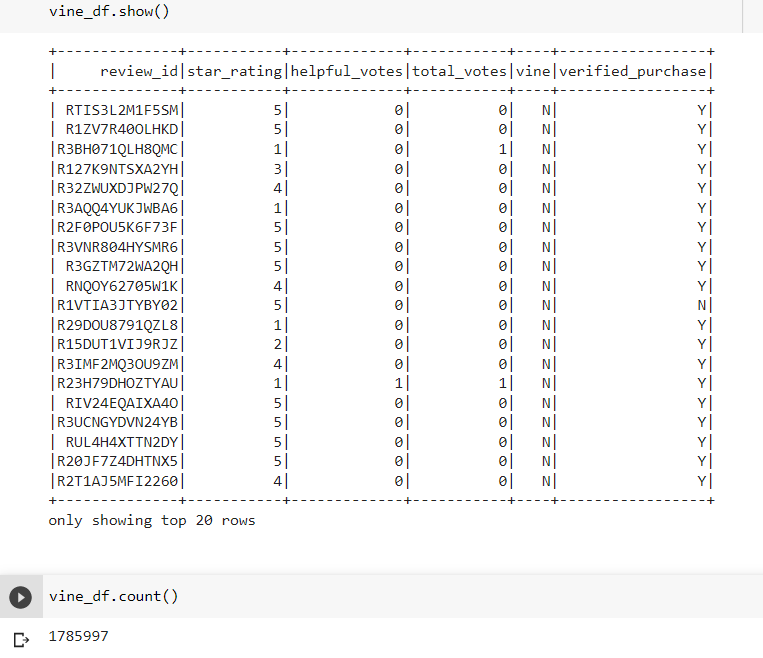 vine_df.show()
+--------------+-----------+-------------+-----------+----+-----------------+
|     review_id|star_rating|helpful_votes|total_votes|vine|verified_purchase|
+--------------+-----------+-------------+-----------+----+-----------------+
| RTIS3L2M1F5SM|          5|            0|          0|   N|                Y|
| R1ZV7R40OLHKD|          5|            0|          0|   N|                Y|
|R3BH071QLH8QMC|          1|            0|          1|   N|                Y|
|R127K9NTSXA2YH|          3|            0|          0|   N|                Y|
|R32ZWUXDJPW27Q|          4|            0|          0|   N|                Y|
|R3AQQ4YUKJWBA6|          1|            0|          0|   N|                Y|
|R2F0POU5K6F73F|          5|            0|          0|   N|                Y|
|R3VNR804HYSMR6|          5|            0|          0|   N|                Y|
| R3GZTM72WA2QH|          5|            0|          0|   N|                Y|
| RNQOY62705W1K|          4|            0|          0|   N|                Y|
|R1VTIA3JTYBY02|          5|            0|          0|   N|                N|
|R29DOU8791QZL8|          1|            0|          0|   N|                Y|
|R15DUT1VIJ9RJZ|          2|            0|          0|   N|                Y|
|R3IMF2MQ3OU9ZM|          4|            0|          0|   N|                Y|
|R23H79DHOZTYAU|          1|            1|          1|   N|                Y|
| RIV24EQAIXA4O|          5|            0|          0|   N|                Y|
|R3UCNGYDVN24YB|          5|            0|          0|   N|                Y|
| RUL4H4XTTN2DY|          5|            0|          0|   N|                Y|
|R20JF7Z4DHTNX5|          5|            0|          0|   N|                Y|
|R2T1AJ5MFI2260|          4|            0|          0|   N|                Y|
+--------------+-----------+-------------+-----------+----+-----------------+
only showing top 20 rows
vine_df.count()
1785997